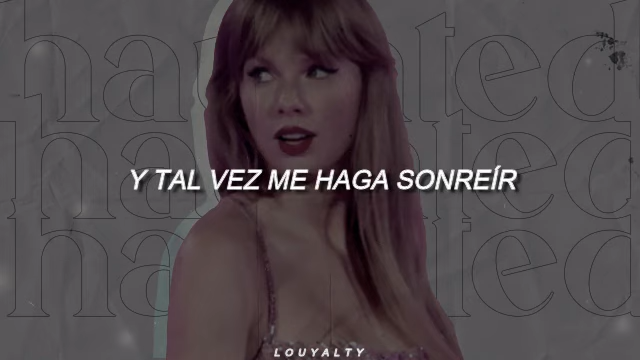 haunted
haunted
haunted
Y TAL VEZ ME HAGA SONREÍR
LOUYALTY